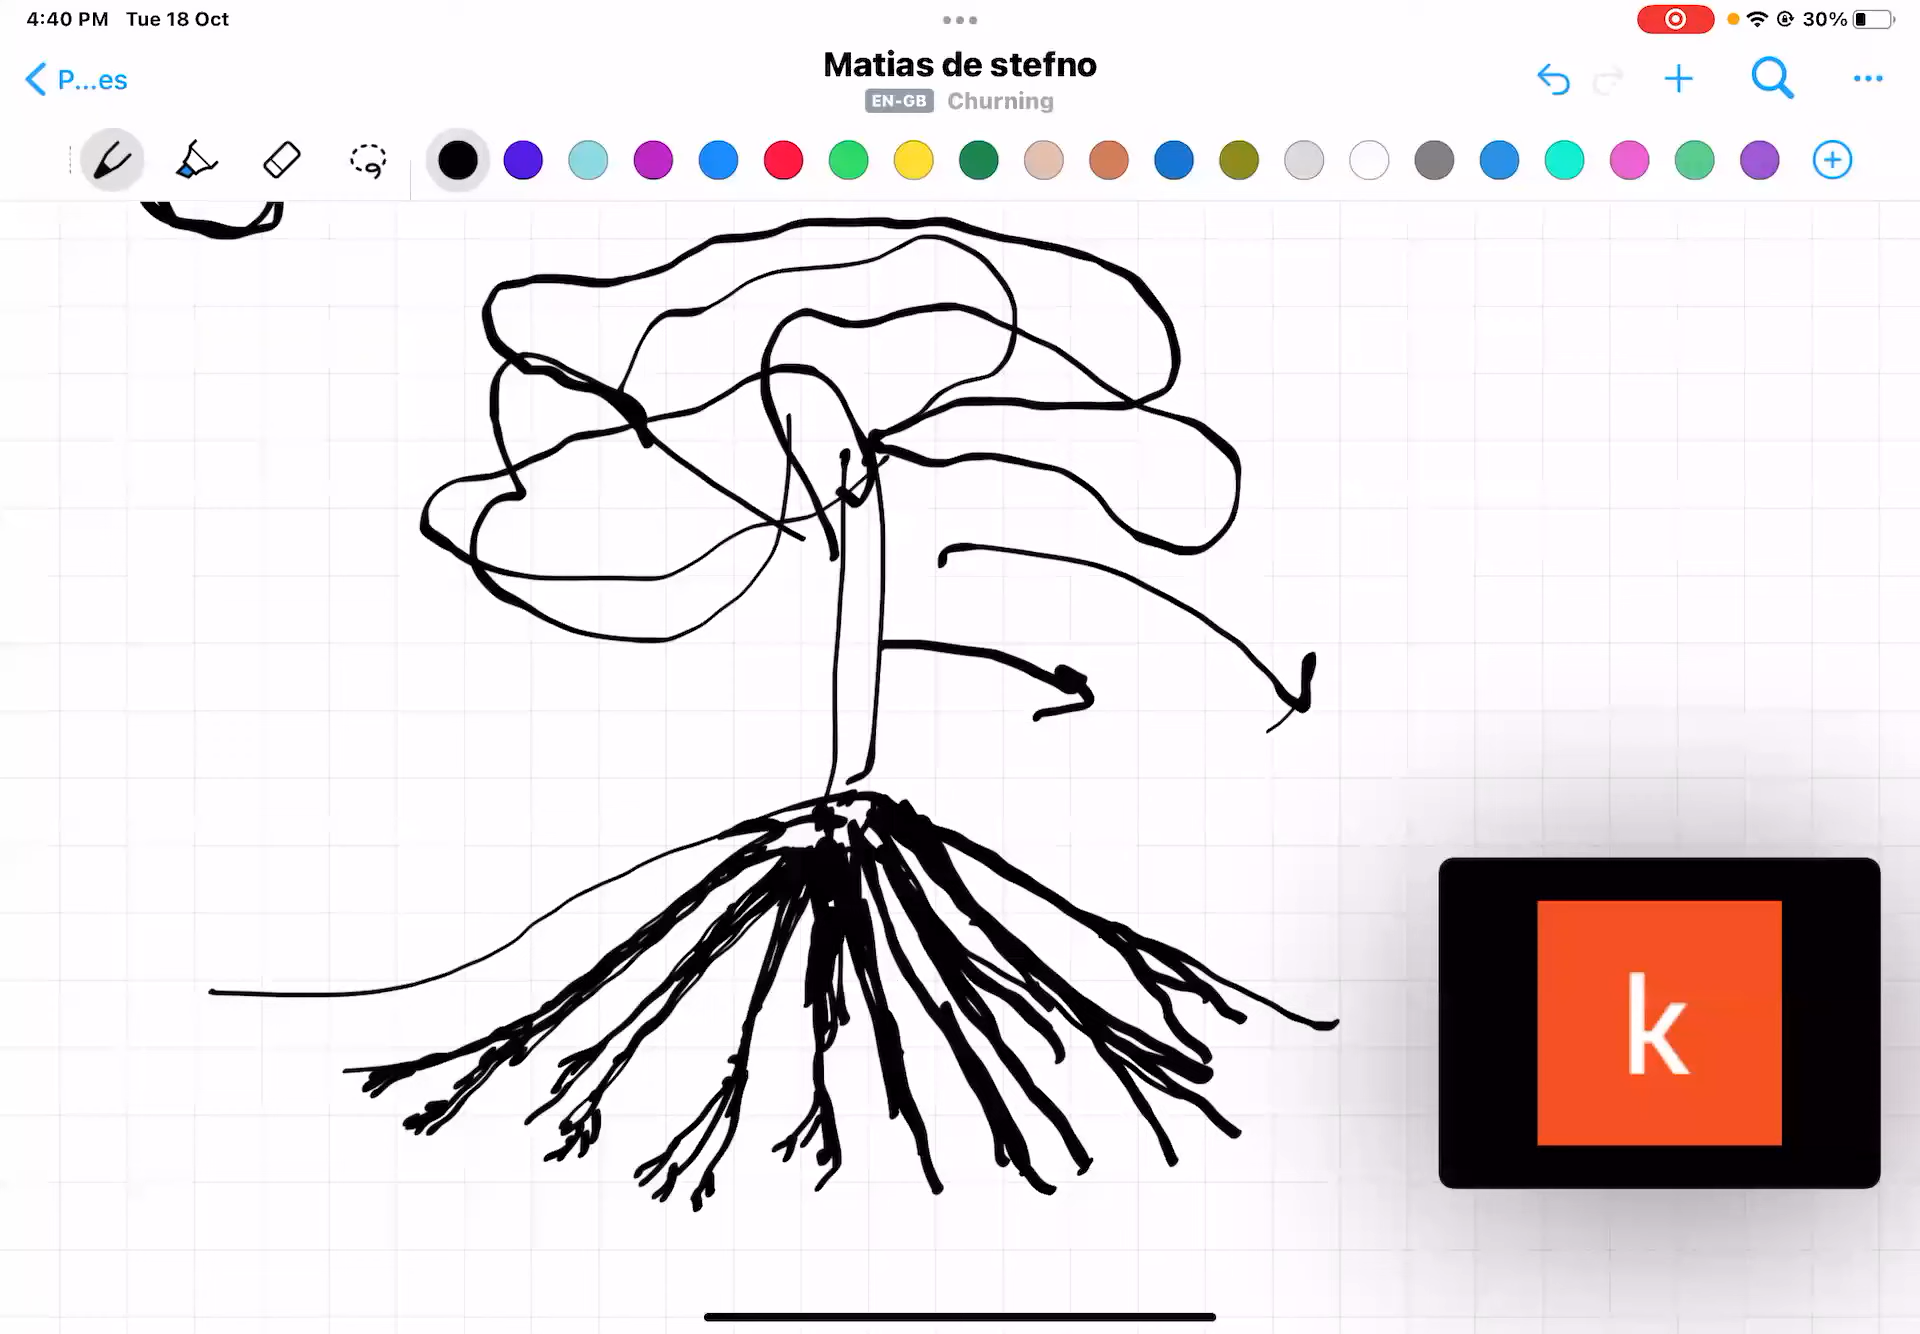 4:40 PM Tue 18 Oct
30%
P...es
Matias de stefno
EN-GB Churning
k